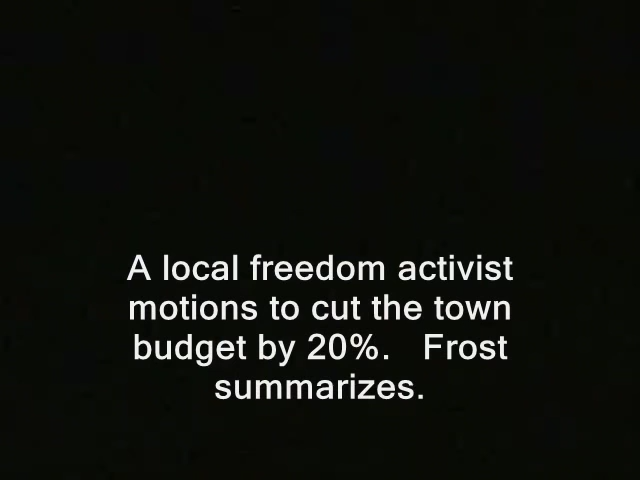 A local freedom activist
motions to cut the town
budget by 20%.   Frost
summarizes.